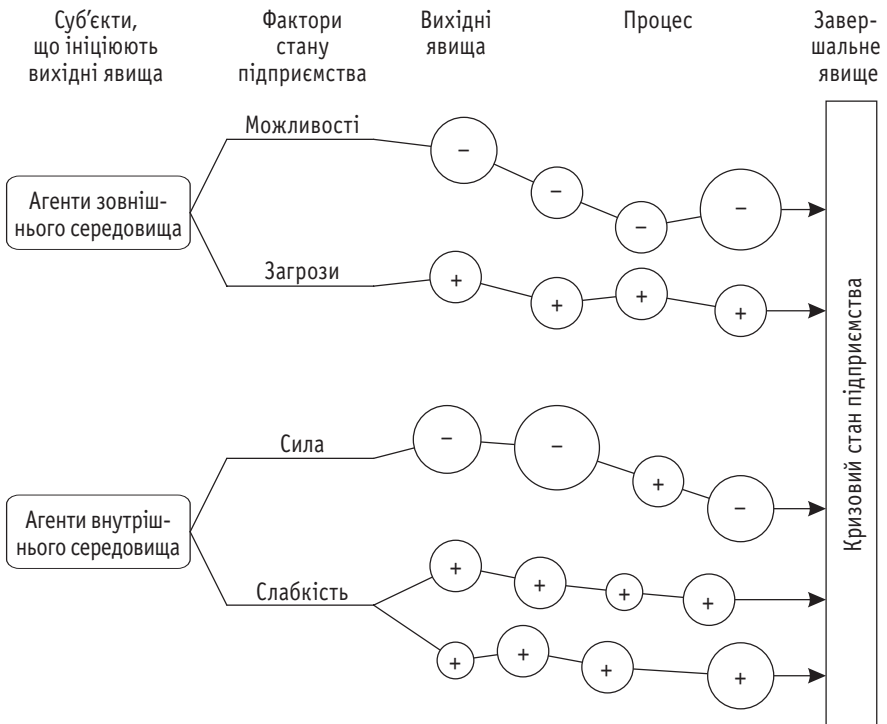 Суб’єкти,
що ініціюють
вихідні явища
Фактори
стану
підприємства
Вихідні
явища
Процес
Завер-
шальне
явище
Можливості
–
–
–
–
Агенти зовніш-
нього середовища
Загрози
+
+
+
+
Сила
–
–
+
–
Агенти внутріш-
нього середовища
Слабкість
+
+
+
+
+
+
+
+
Кризовий стан підприємства